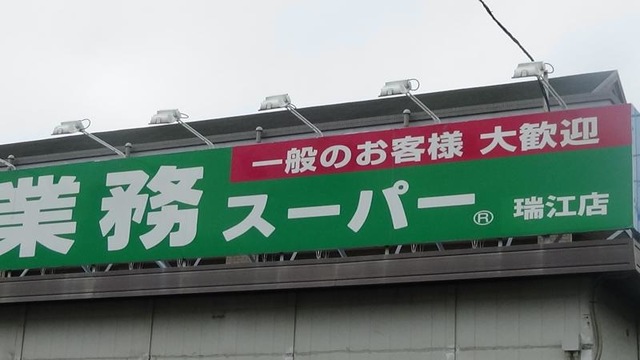 一般のお客様 大歓迎
業務スーパー® 瑞江店